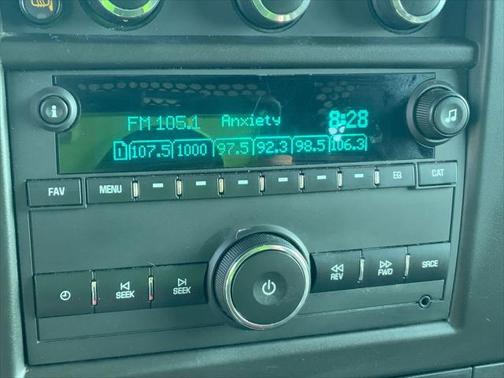 FM 105.1 Anxiety 8:28
1 107.5 1000 97.5 92.3 98.5 106.3
FAV MENU EQ CAT
SEEK SEEK REV FWD SRCE